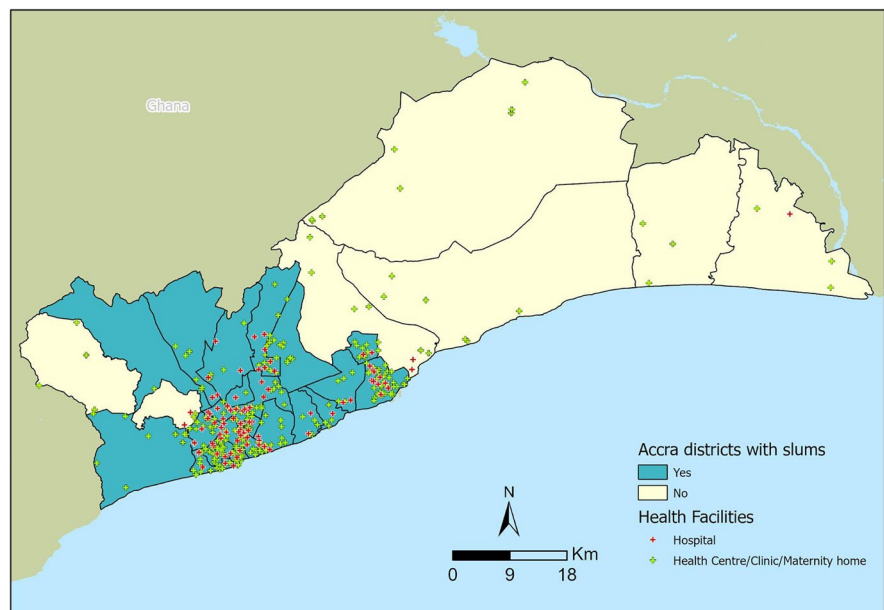 Ghana
Accra districts with slums
Yes
No
Health Facilities
Hospital
Health Centre/Clinic/Maternity home
N
Km
0 9 18